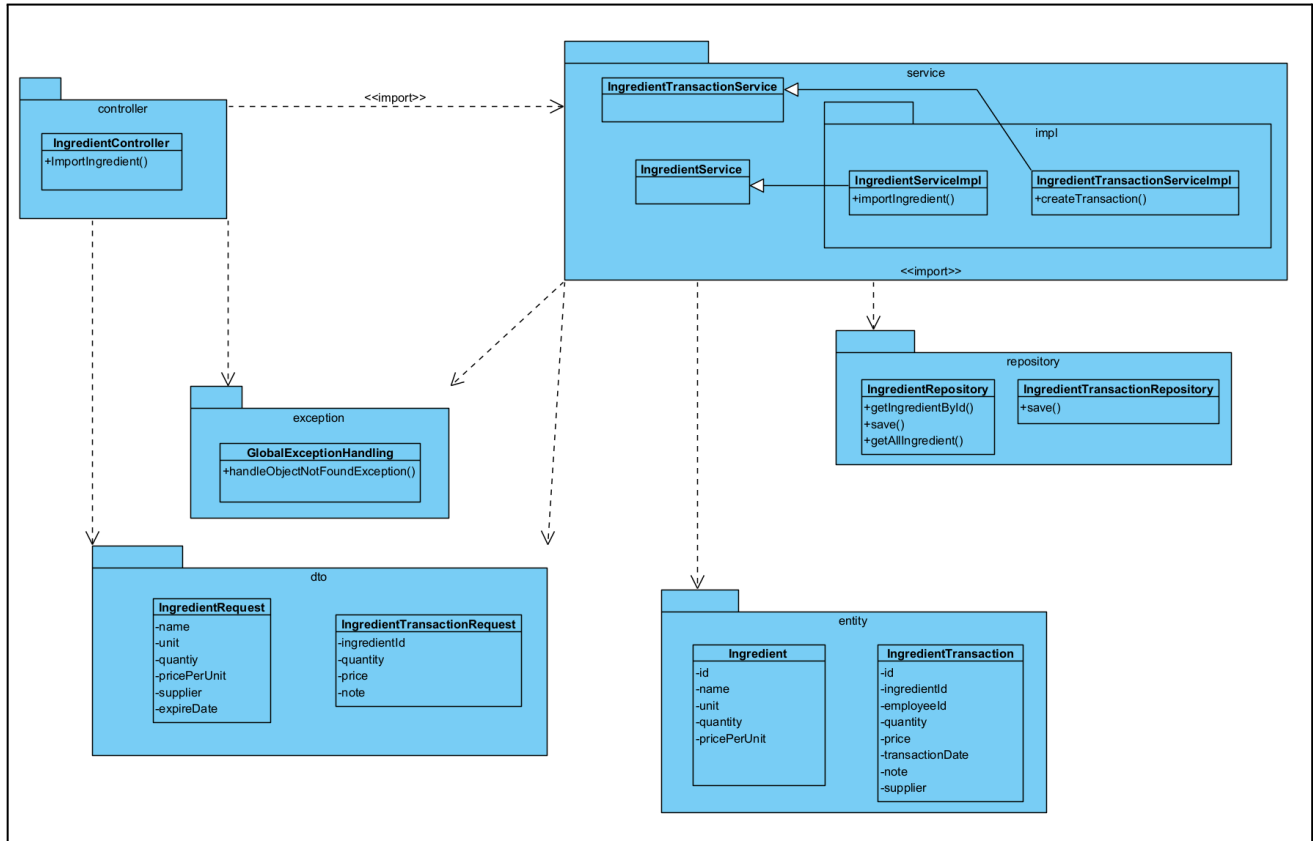 service
<<import>>
controller
IngredientController
+ImportIngredient()
IngredientTransactionService
impl
IngredientService
IngredientServiceImpl
+importIngredient()
IngredientTransactionServiceImpl
+createTransaction()
<<import>>
repository
IngredientRepository
+getIngredientById()
+save()
+getAllIngredient()
IngredientTransactionRepository
+save()
exception
GlobalExceptionHandling
+handleObjectNotFoundException()
dto
IngredientRequest
-name
-unit
-quantiy
-pricePerUnit
-supplier
-expireDate
IngredientTransactionRequest
-ingredientId
-quantity
-price
-note
entity
Ingredient
-id
-name
-unit
-quantity
-pricePerUnit
IngredientTransaction
-id
-ingredientId
-employeeId
-quantity
-price
-transactionDate
-note
-supplier